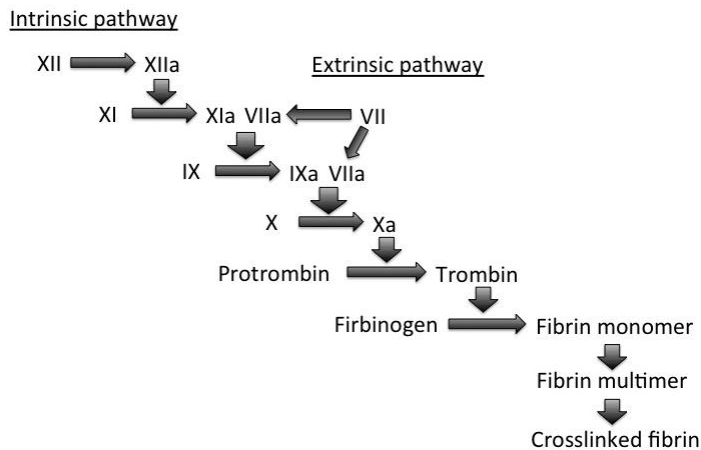 Intrinsic pathway
XII XIIa
Extrinsic pathway
XI XIa VIIa VII
IX IXa VIIa
X Xa
Protrombin Trombin
Firbinogen Fibrin monomer
Fibrin multimer
Crosslinked fibrin